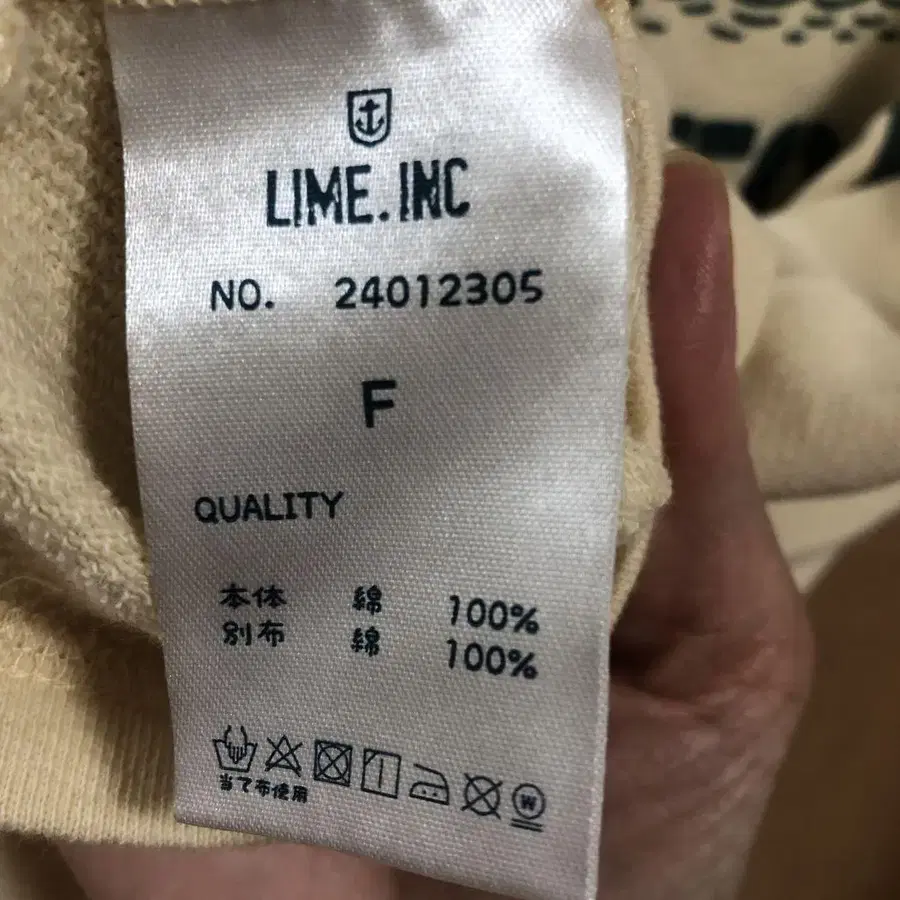 LIME.INC
NO. 24012305
F
QUALITY
本体 綿 100%
別布 綿 100%
W
当て布使用